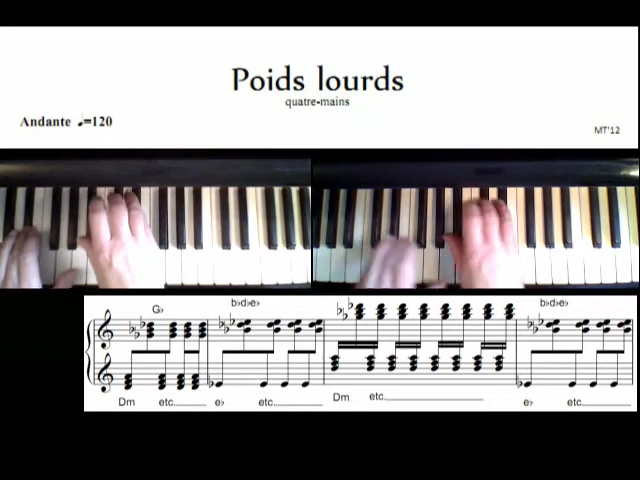 Poids lourds
quatre-mains
Andante ♩=120
MT'12
G♭ b♭d♭e♭ b♭d♭e♭
Dm etc. e♭ etc. Dm etc. e♭ etc.